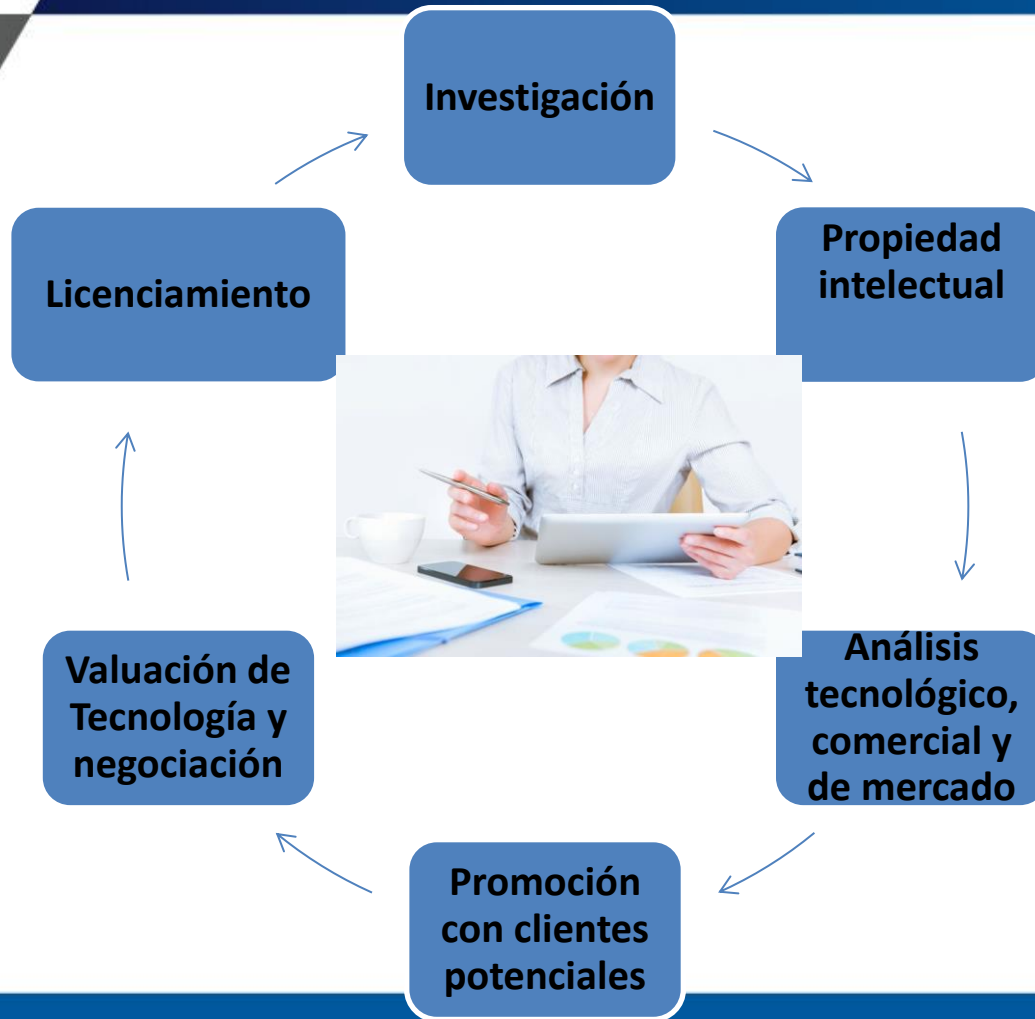 Investigación
Propiedad
intelectual
Análisis
tecnológico,
comercial y
de mercado
Promoción
con clientes
potenciales
Valuación de
Tecnología y
negociación
Licenciamiento